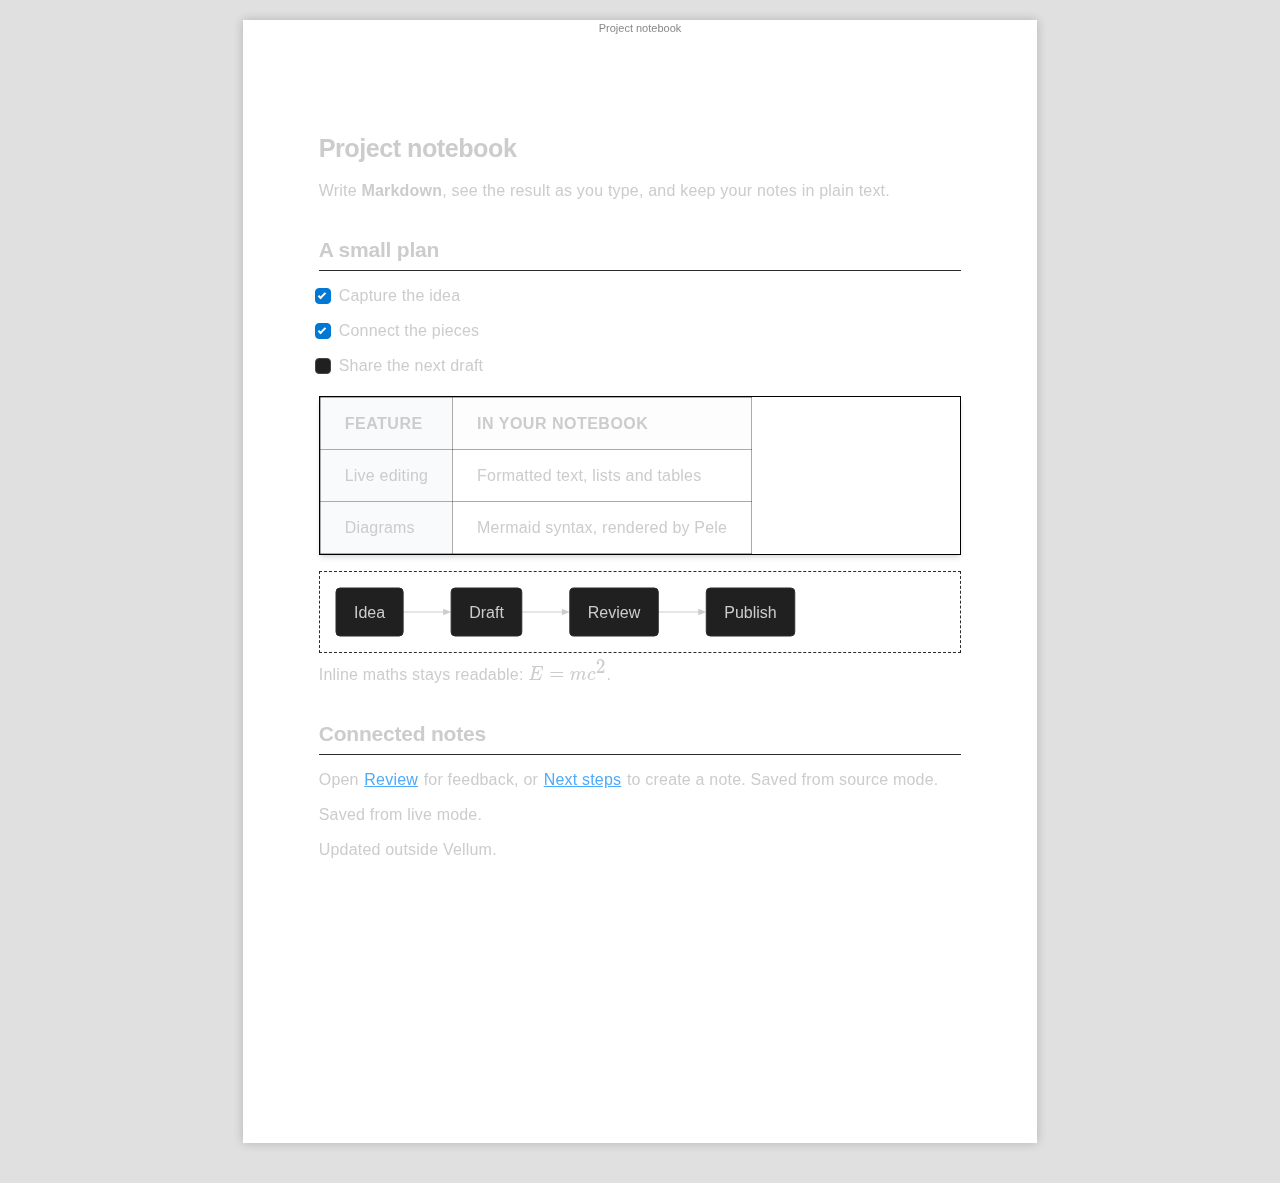 Project notebook
Project notebook
Write Markdown, see the result as you type, and keep your notes in plain text.
A small plan
Capture the idea
Connect the pieces
Share the next draft
FEATURE IN YOUR NOTEBOOK
Live editing Formatted text, lists and tables
Diagrams Mermaid syntax, rendered by Pele
Idea Draft Review Publish
Inline maths stays readable: E = mc².
Connected notes
Open Review for feedback, or Next steps to create a note. Saved from source mode.
Saved from live mode.
Updated outside Vellum.